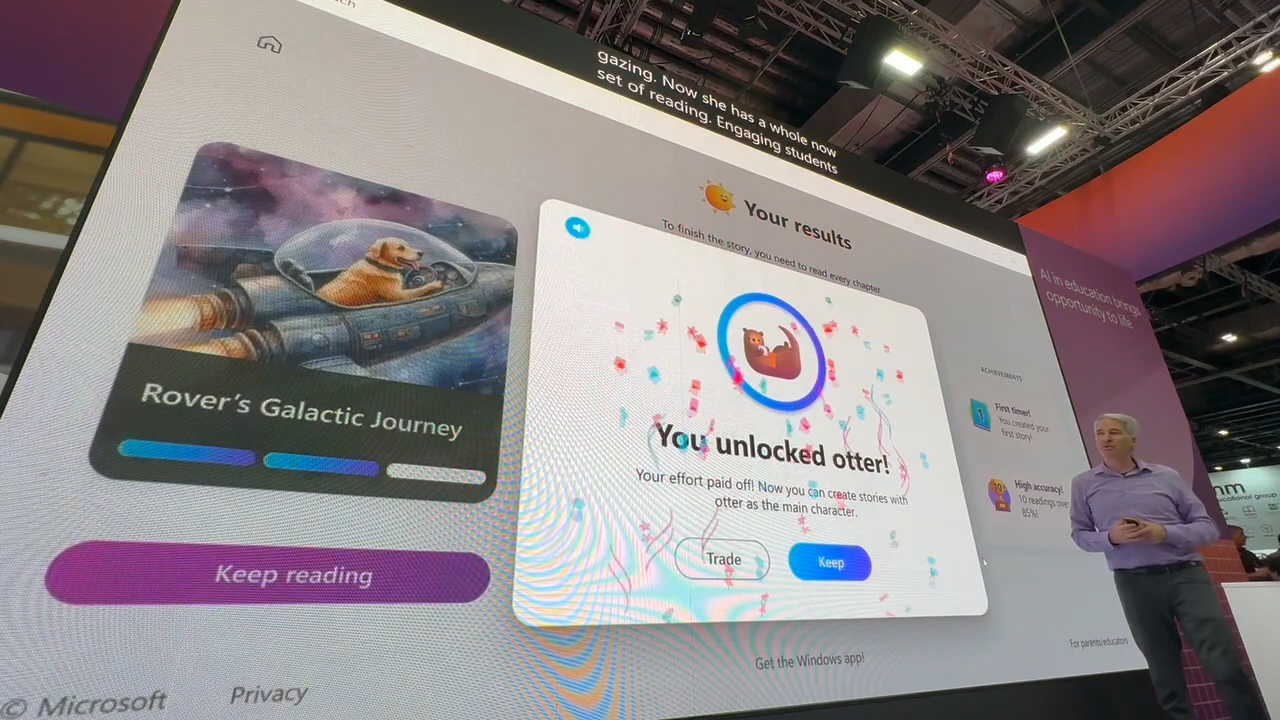 gazing. Now she has a whole now
set of reading. Engaging students
Your results
To finish the story, you need to read every chapter.
Rover's Galactic Journey
Keep reading
You unlocked otter!
Your effort paid off! Now you can create stories with
otter as the main character.
Trade
Keep
ACHIEVEMENTS
1
First timer!
You created your
first story!
10
High accuracy!
10 readings over
85%!
Get the Windows app!
For parents/educators
© Microsoft
Privacy
AI in education brings
opportunity to life